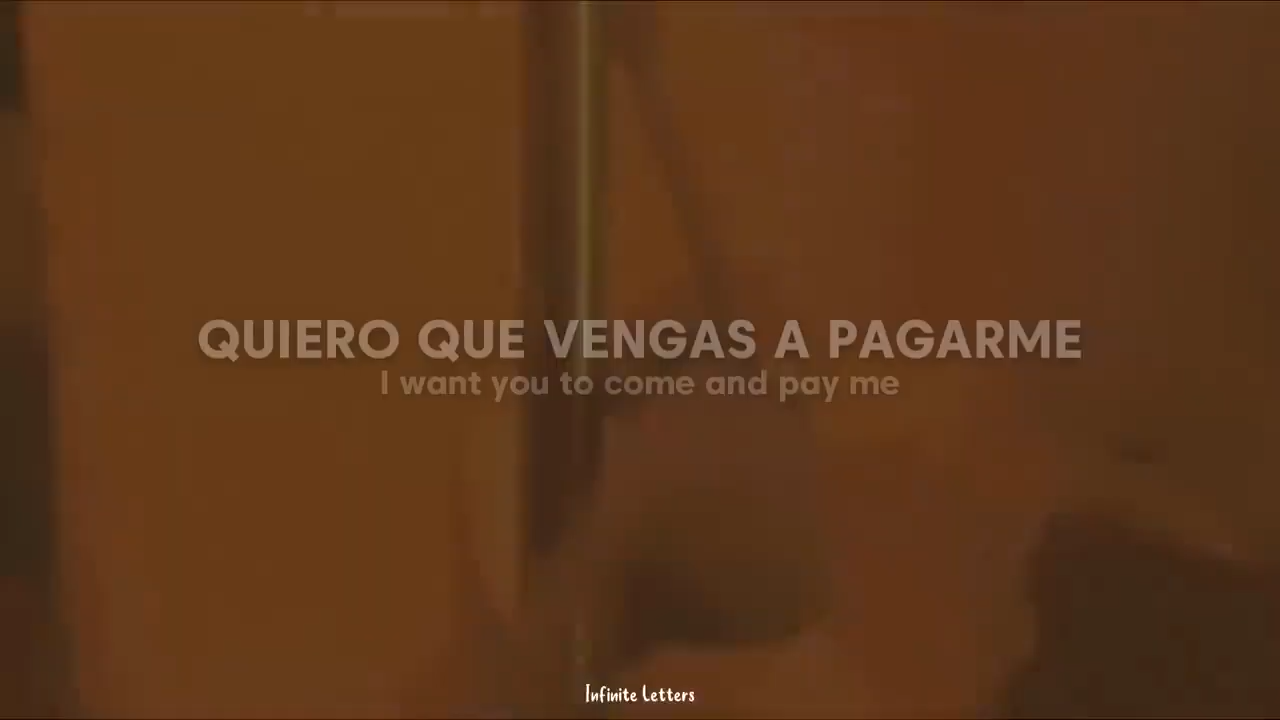 QUIERO QUE VENGAS A PAGARME
I want you to come and pay me
Infinite Letters